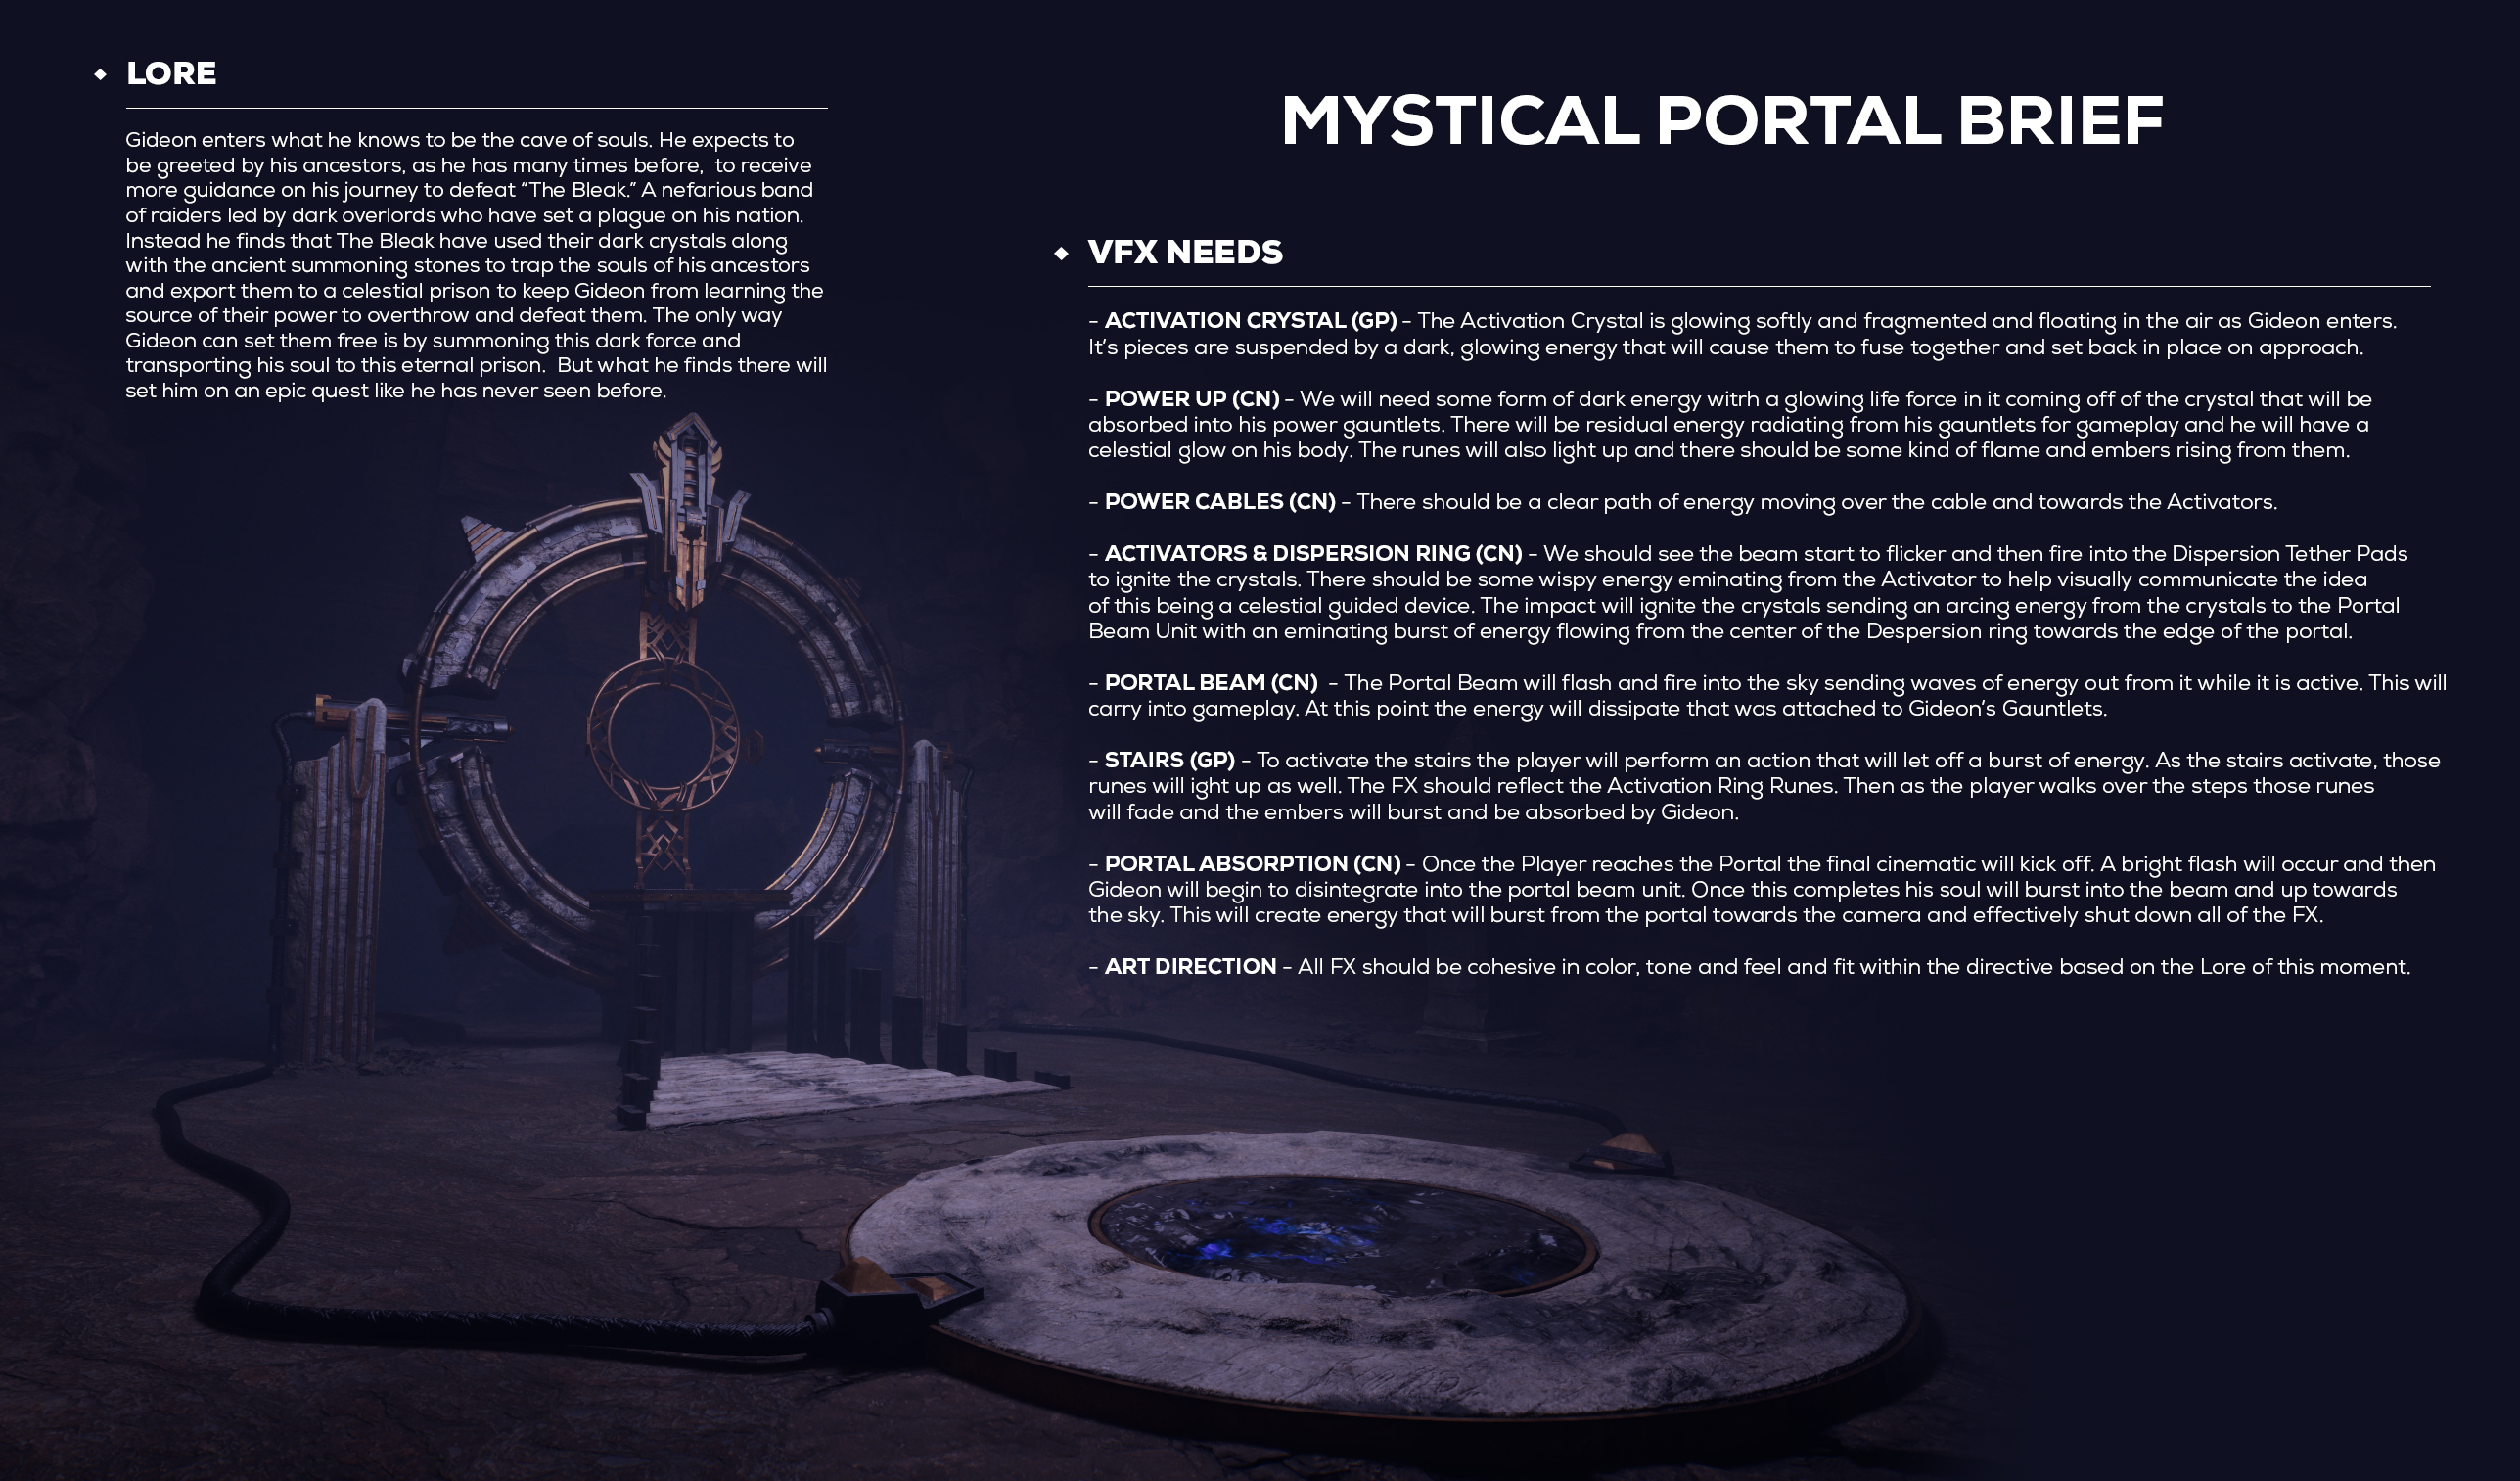 LORE
Gideon enters what he knows to be the cave of souls. He expects to
be greeted by his ancestors, as he has many times before,  to receive
more guidance on his journey to defeat “The Bleak.” A nefarious band
of raiders led by dark overlords who have set a plague on his nation.
Instead he finds that The Bleak have used their dark crystals along
with the ancient summoning stones to trap the souls of his ancestors
and export them to a celestial prison to keep Gideon from learning the
source of their power to overthrow and defeat them. The only way
Gideon can set them free is by summoning this dark force and
transporting his soul to this eternal prison.  But what he finds there will
set him on an epic quest like he has never seen before.
MYSTICAL PORTAL BRIEF
VFX NEEDS
- ACTIVATION CRYSTAL (GP) - The Activation Crystal is glowing softly and fragmented and floating in the air as Gideon enters.
It’s pieces are suspended by a dark, glowing energy that will cause them to fuse together and set back in place on approach.
- POWER UP (CN) - We will need some form of dark energy witrh a glowing life force in it coming off of the crystal that will be
absorbed into his power gauntlets. There will be residual energy radiating from his gauntlets for gameplay and he will have a
celestial glow on his body. The runes will also light up and there should be some kind of flame and embers rising from them.
- POWER CABLES (CN) - There should be a clear path of energy moving over the cable and towards the Activators.
- ACTIVATORS & DISPERSION RING (CN) - We should see the beam start to flicker and then fire into the Dispersion Tether Pads
to ignite the crystals. There should be some wispy energy eminating from the Activator to help visually communicate the idea
of this being a celestial guided device. The impact will ignite the crystals sending an arcing energy from the crystals to the Portal
Beam Unit with an eminating burst of energy flowing from the center of the Despersion ring towards the edge of the portal.
- PORTAL BEAM (CN)  - The Portal Beam will flash and fire into the sky sending waves of energy out from it while it is active. This will
carry into gameplay. At this point the energy will dissipate that was attached to Gideon’s Gauntlets.
- STAIRS (GP) - To activate the stairs the player will perform an action that will let off a burst of energy. As the stairs activate, those
runes will ight up as well. The FX should reflect the Activation Ring Runes. Then as the player walks over the steps those runes
will fade and the embers will burst and be absorbed by Gideon.
- PORTAL ABSORPTION (CN) - Once the Player reaches the Portal the final cinematic will kick off. A bright flash will occur and then
Gideon will begin to disintegrate into the portal beam unit. Once this completes his soul will burst into the beam and up towards
the sky. This will create energy that will burst from the portal towards the camera and effectively shut down all of the FX.
- ART DIRECTION - All FX should be cohesive in color, tone and feel and fit within the directive based on the Lore of this moment.